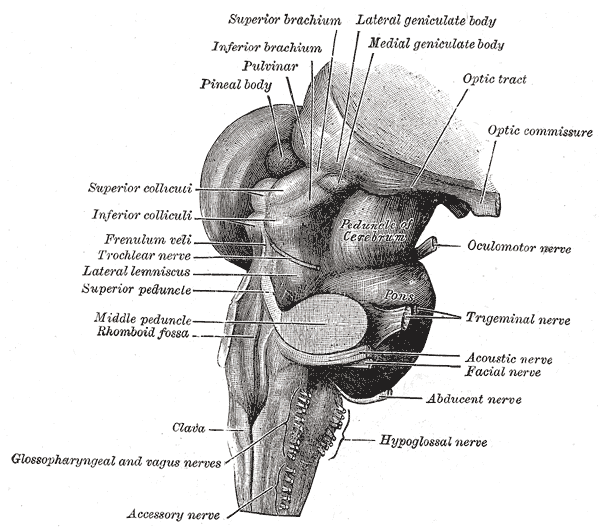 Superior brachium
Lateral geniculate body
Inferior brachium
Medial geniculate body
Pulvinar
Pineal body
Optic tract
Optic commissure
Superior colliculi
Inferior colliculi
Peduncle of
Cerebrum
Frenulum veli
Oculomotor nerve
Trochlear nerve
Lateral lemniscus
Superior peduncle
Pons
Middle peduncle
Trigeminal nerve
Rhomboid fossa
Acoustic nerve
Facial nerve
Abducent nerve
Clava
Hypoglossal nerve
Glossopharyngeal and vagus nerves
Accessory nerve